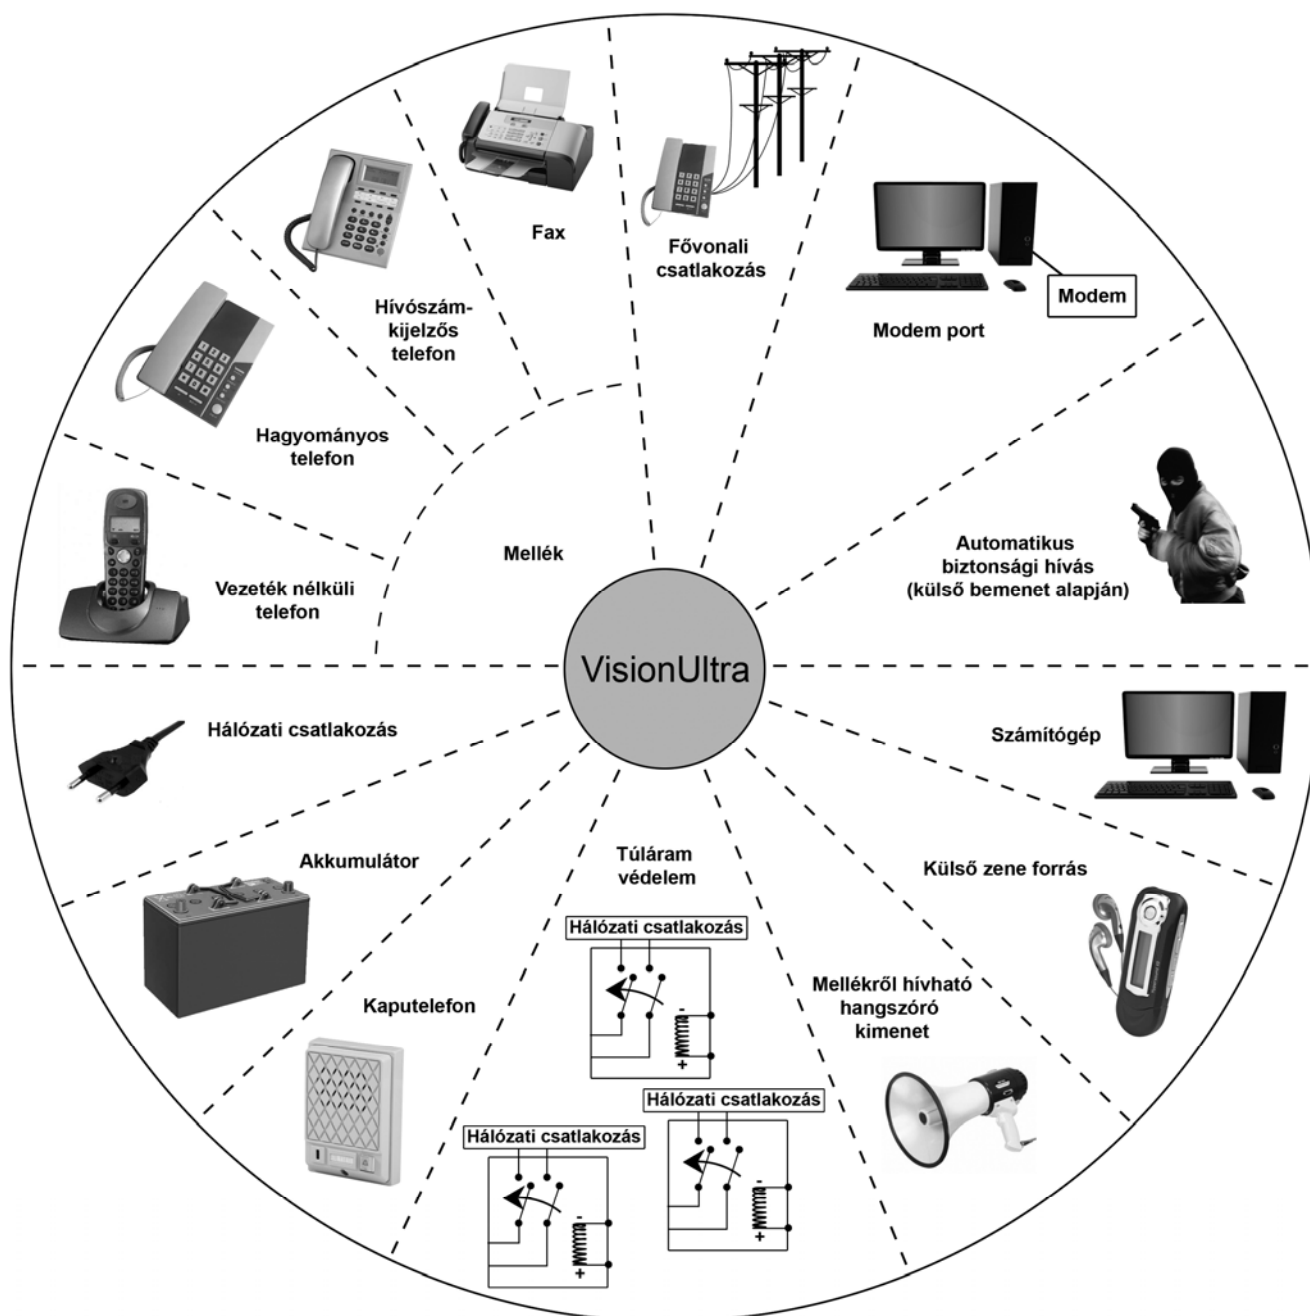 Fax
Fővonali
csatlakozás
Hívószám-
kijelzős
telefon
Modem
Modem port
Hagyományos
telefon
Mellék
Automatikus
biztonsági hívás
(külső bemenet alapján)
Vezeték nélküli
telefon
VisionUltra
Hálózati csatlakozás
Számítógép
Akkumulátor
Túláram
védelem
Külső zene forrás
Hálózati csatlakozás
-
+
Kaputelefon
Mellékről hívható
hangszóró
kimenet
Hálózati csatlakozás
-
+
Hálózati csatlakozás
-
+